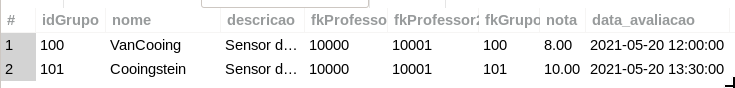 # idGrupo nome descricao fkProfesso fkProfessor2 fkGrupo nota data_avaliacao
1 100 VanCooing Sensor d... 10000 10001 100 8.00 2021-05-20 12:00:00
2 101 Cooingstein Sensor d... 10000 10001 101 10.00 2021-05-20 13:30:00